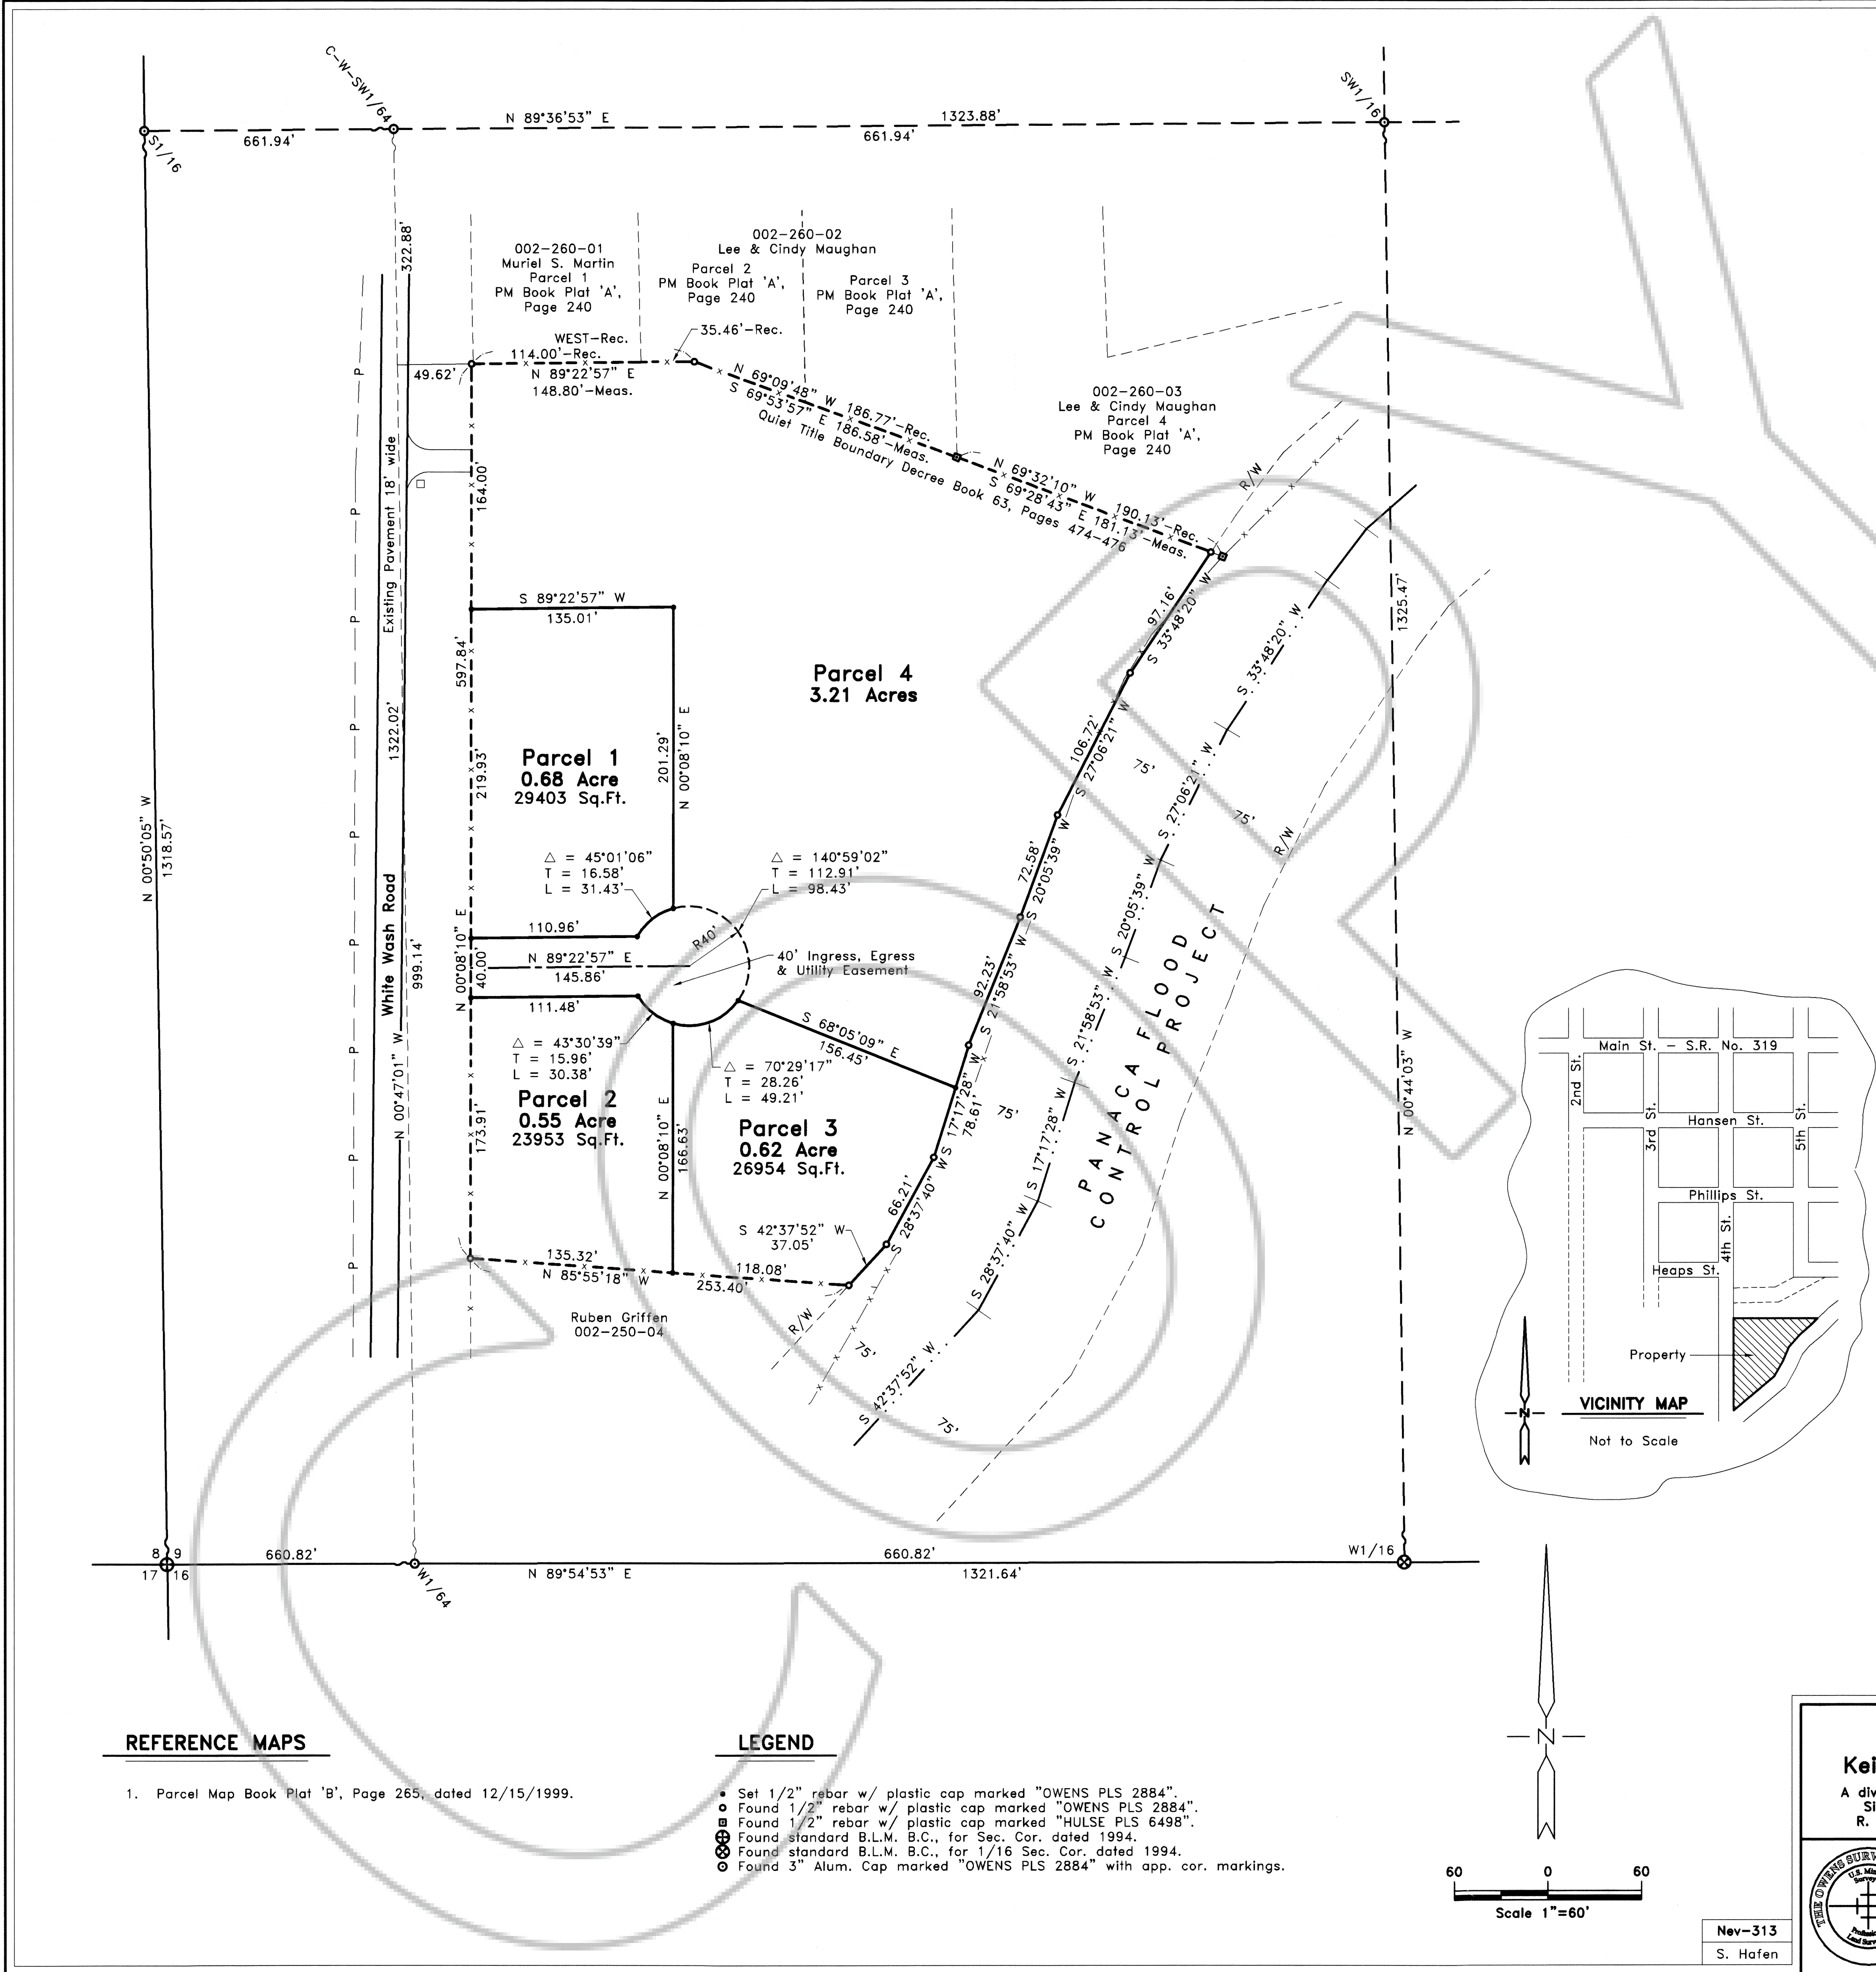 C-W-SW1/64
SW1/16
S1/16
N 89°36'53" E
1323.88'
661.94'
661.94'
322.88'
002-260-01
Muriel S. Martin
Parcel 1
PM Book Plat 'A',
Page 240
002-260-02
Lee & Cindy Maughan
Parcel 2
PM Book Plat 'A',
Page 240
Parcel 3
PM Book Plat 'A',
Page 240
002-260-03
Lee & Cindy Maughan
Parcel 4
PM Book Plat 'A',
Page 240
WEST-Rec.
114.00'-Rec.
35.46'-Rec.
49.62'
N 89°22'57" E
148.80'-Meas.
N 69°09'48" W 186.77'-Rec.
S 69°53'57" E 186.58'-Meas.
Quiet Title Boundary Decree Book 63, Pages 474-476
N 69°32'10" W 190.13'-Rec.
S 69°28'43" E 181.13'-Meas.
R/W
P
P
P
P
P
P
P
P
Existing Pavement 18' wide
164.00'
597.84'
1322.02'
S 89°22'57" W
135.01'
97.16'
S 33°48'20" W
S 33°48'20" W
1325.47'
Parcel 4
3.21 Acres
219.93'
Parcel 1
0.68 Acre
29403 Sq.Ft.
201.29'
N 00°08'10" E
106.72'
S 27°06'21" W
75'
S 27°06'21" W
75'
R/W
N 00°50'05" W
1318.57'
White Wash Road
△ = 45°01'06"
T = 16.58'
L = 31.43'
△ = 140°59'02"
T = 112.91'
L = 98.43'
72.58'
S 20°05'39" W
S 20°05'39" W
110.96'
R40'
N 89°22'57" E
145.86'
40' Ingress, Egress
& Utility Easement
N 00°08'10" E
40.00'
999.14'
111.48'
92.23'
S 21°58'53" W
S 21°58'53" W
PANACA FLOOD
CONTROL PROJECT
S 68°05'09" E
156.45'
N 00°47'01" W
△ = 43°30'39"
T = 15.96'
L = 30.38'
△ = 70°29'17"
T = 28.26'
L = 49.21'
Parcel 2
0.55 Acre
23953 Sq.Ft.
173.91'
N 00°08'10" E
166.63'
Parcel 3
0.62 Acre
26954 Sq.Ft.
S 17°17'28" W
78.61'
75'
S 17°17'28" W
N 00°44'03" W
66.21'
S 28°37'40" W
S 28°37'40" W
S 42°37'52" W
37.05'
135.32'
N 85°55'18" W
118.08'
253.40'
Ruben Griffen
002-250-04
R/W
75'
S 42°37'52" W
75'
Main St. - S.R. No. 319
2nd St.
3rd St.
Hansen St.
5th St.
Phillips St.
4th St.
Heaps St.
Property
N
VICINITY MAP
Not to Scale
8 9
17 16
660.82'
W1/64
N 89°54'53" E
660.82'
1321.64'
W1/16
N
REFERENCE MAPS
1. Parcel Map Book Plat 'B', Page 265, dated 12/15/1999.
LEGEND
Set 1/2" rebar w/ plastic cap marked "OWENS PLS 2884".
Found 1/2" rebar w/ plastic cap marked "OWENS PLS 2884".
Found 1/2" rebar w/ plastic cap marked "HULSE PLS 6498".
Found standard B.L.M. B.C., for Sec. Cor. dated 1994.
Found standard B.L.M. B.C., for 1/16 Sec. Cor. dated 1994.
Found 3" Alum. Cap marked "OWENS PLS 2884" with app. cor. markings.
60 0 60
Scale 1"=60'
Nev-313
S. Hafen
Kei
A div
Si
R.
THE OWENS SURV
COPY